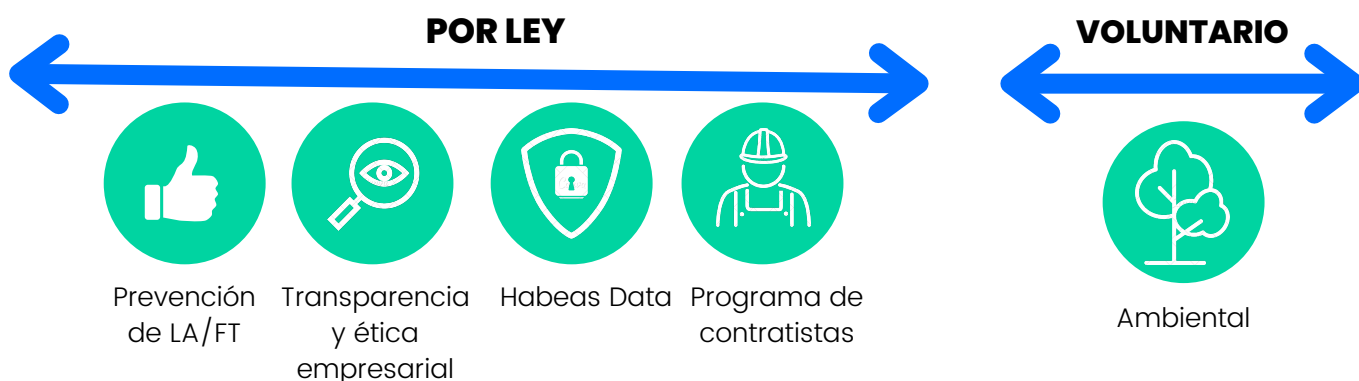 POR LEY
VOLUNTARIO
Prevención
de LA/FT
Transparencia
y ética
empresarial
Habeas Data
Programa de
contratistas
Ambiental